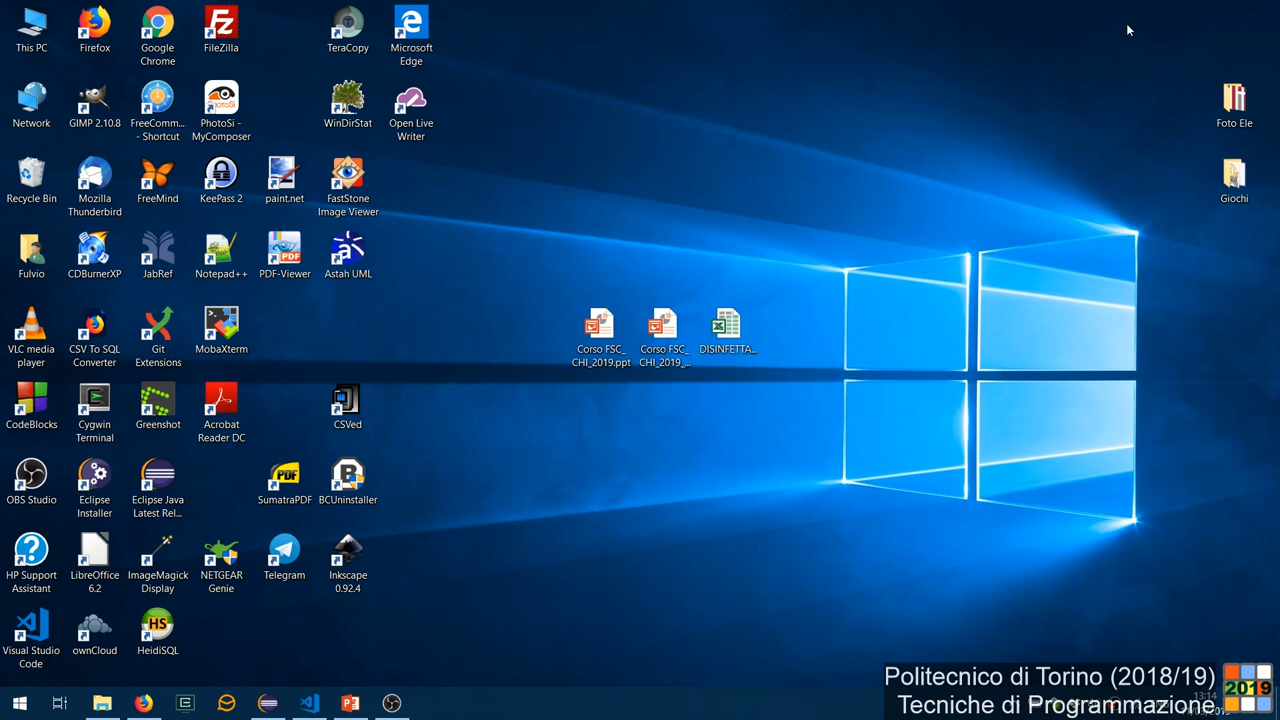 This PC
Firefox
Google
Chrome
FileZilla
TeraCopy
Microsoft
Edge
Network
GIMP 2.10.8
FreeComm...
- Shortcut
PhotoSi -
MyComposer
WinDirStat
Open Live
Writer
Foto Ele
Recycle Bin
Mozilla
Thunderbird
FreeMind
KeePass 2
paint.net
FastStone
Image Viewer
Giochi
Fulvio
CDBurnerXP
JabRef
Notepad++
PDF-Viewer
Astah UML
VLC media
player
CSV To SQL
Converter
Git
Extensions
MobaXterm
Corso FSC_
CHI_2019.ppt
Corso FSC_
CHI_2019_...
DISINFETTA...
CodeBlocks
Cygwin
Terminal
Greenshot
Acrobat
Reader DC
CSVed
OBS Studio
Eclipse
Installer
Eclipse Java
Latest Rel...
SumatraPDF
BCUninstaller
HP Support
Assistant
LibreOffice
6.2
ImageMagick
Display
NETGEAR
Genie
Telegram
Inkscape
0.92.4
Visual Studio
Code
ownCloud
HeidiSQL
Politecnico di Torino (2018/19)
Tecniche di Programmazione
2019
13:14